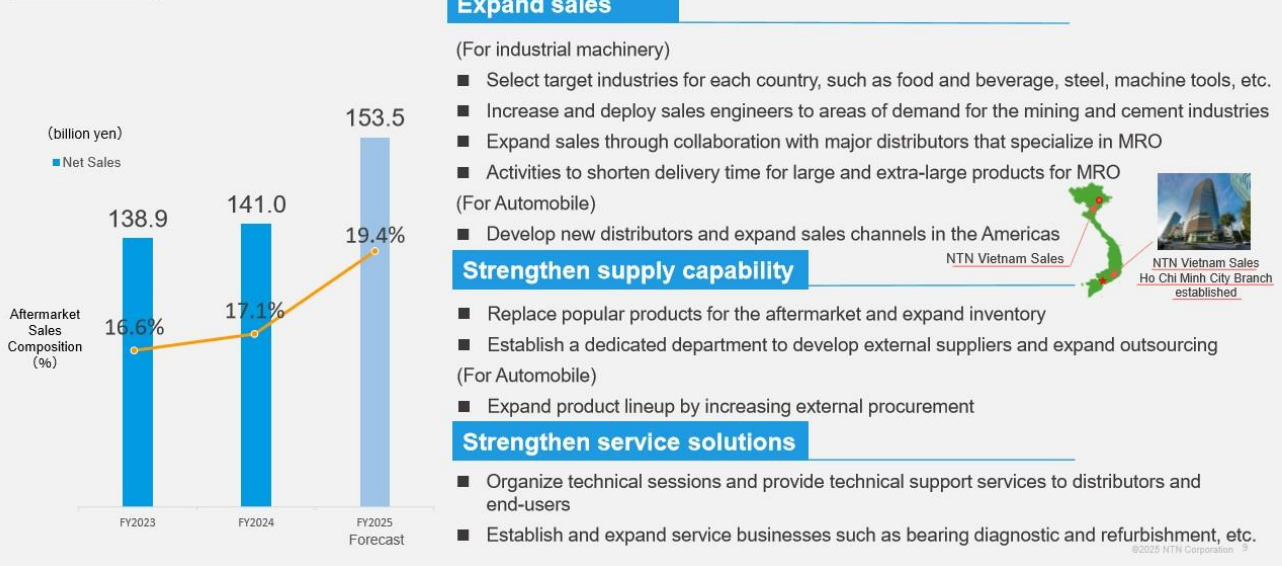 Expand sales
(For industrial machinery)
■ Select target industries for each country, such as food and beverage, steel, machine tools, etc.
■ Increase and deploy sales engineers to areas of demand for the mining and cement industries
■ Expand sales through collaboration with major distributors that specialize in MRO
■ Activities to shorten delivery time for large and extra-large products for MRO
(For Automobile)
■ Develop new distributors and expand sales channels in the Americas
NTN Vietnam Sales
NTN Vietnam Sales
Ho Chi Minh City Branch
established
Strengthen supply capability
■ Replace popular products for the aftermarket and expand inventory
■ Establish a dedicated department to develop external suppliers and expand outsourcing
(For Automobile)
■ Expand product lineup by increasing external procurement
Strengthen service solutions
■ Organize technical sessions and provide technical support services to distributors and
end-users
■ Establish and expand service businesses such as bearing diagnostic and refurbishment, etc.
(billion yen)
Net Sales
138.9
141.0
153.5
16.6%
17.1%
19.4%
Aftermarket
Sales
Composition
(%)
FY2023
FY2024
FY2025
Forecast
©2025 NTN Corporation 9